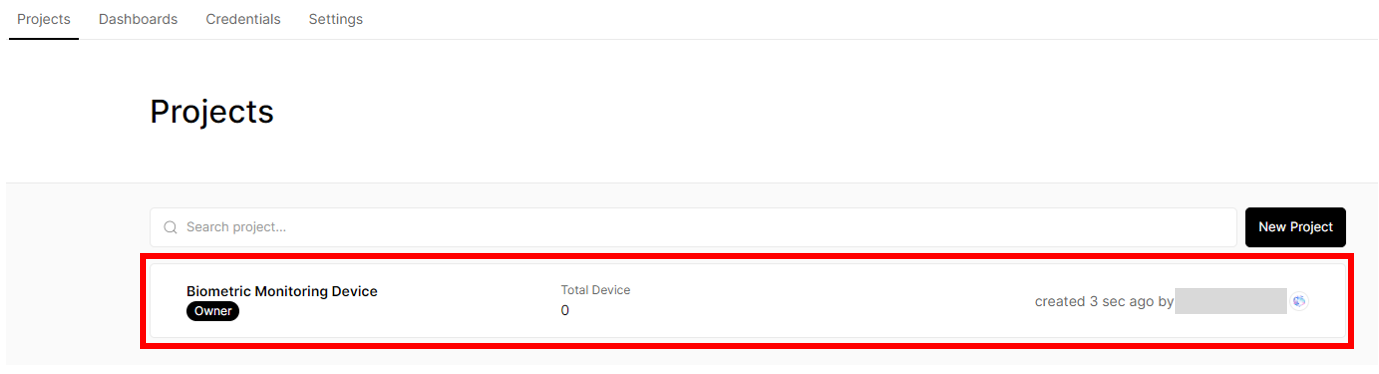 Projects Dashboards Credentials Settings
Projects
Search project...
New Project
Biometric Monitoring Device
Owner
Total Device
0
created 3 sec ago by